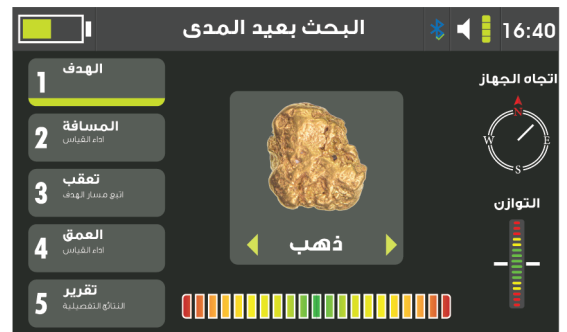 البحث بعيد المدى
16:40
1
الهدف
2
المسافة
اداء القياس
3
تعقب
اتبع مسار الهدف
4
العمق
اداء القياس
5
تقرير
النتائج التفصيلية
ذهب
اتجاه الجهاز
N
W
E
S
التوازن